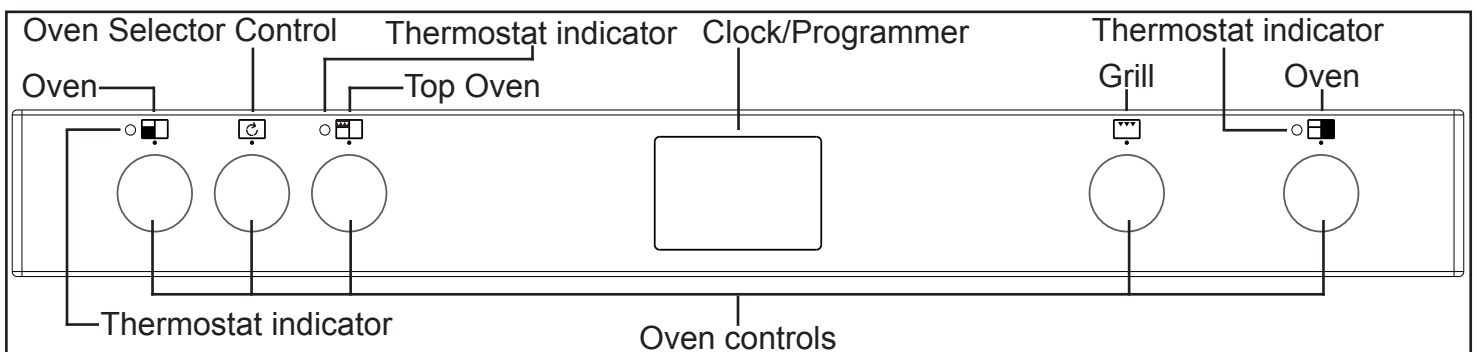 Oven Selector Control
Thermostat indicator
Clock/Programmer
Thermostat indicator
Oven
Top Oven
Grill
Oven
Thermostat indicator
Oven controls